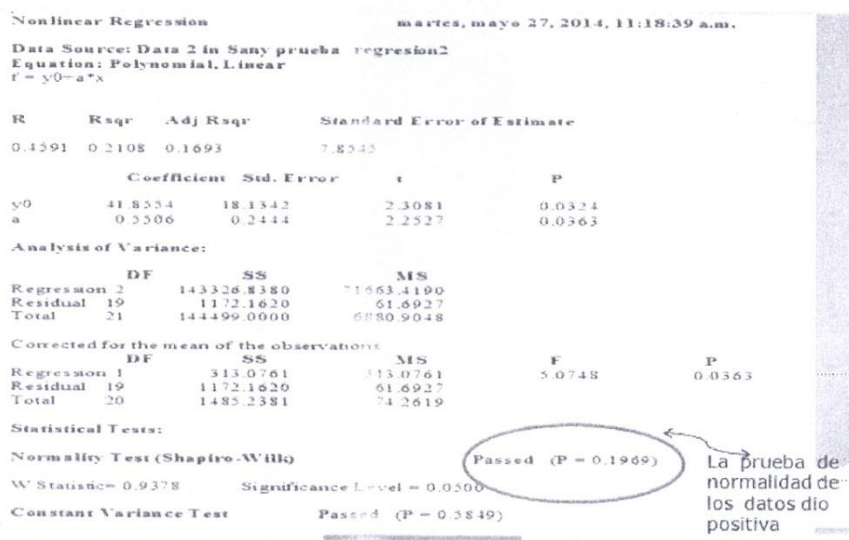 Nonlinear Regression martes, mayo 27, 2014, 11:18:39 a.m.
Data Source: Data 2 in Sany prueba regresion2
Equation: Polynomial, Linear
f = y0+a*x
R Rsqr Adj Rsqr Standard Error of Estimate
0.4591 0.2108 0.1693 7.8545
Coefficient Std. Error t P
y0 41.8554 18.1342 2.3081 0.0324
a 0.5506 0.2444 2.2527 0.0363
Analysis of Variance:
DF SS MS
Regression 2 143326.8380 71663.4190
Residual 19 1172.1620 61.6927
Total 21 144499.0000 6880.9048
Corrected for the mean of the observations
DF SS MS F P
Regression 1 313.0761 313.0761 5.0748 0.0363
Residual 19 1172.1620 61.6927
Total 20 1485.2381 74.2619
Statistical Tests:
Normality Test (Shapiro-Wilk) Passed (P = 0.1969)
W Statistic= 0.9378 Significance Level = 0.0500
Constant Variance Test Passed (P = 0.5849)
La prueba de
normalidad de
los datos dio
positiva